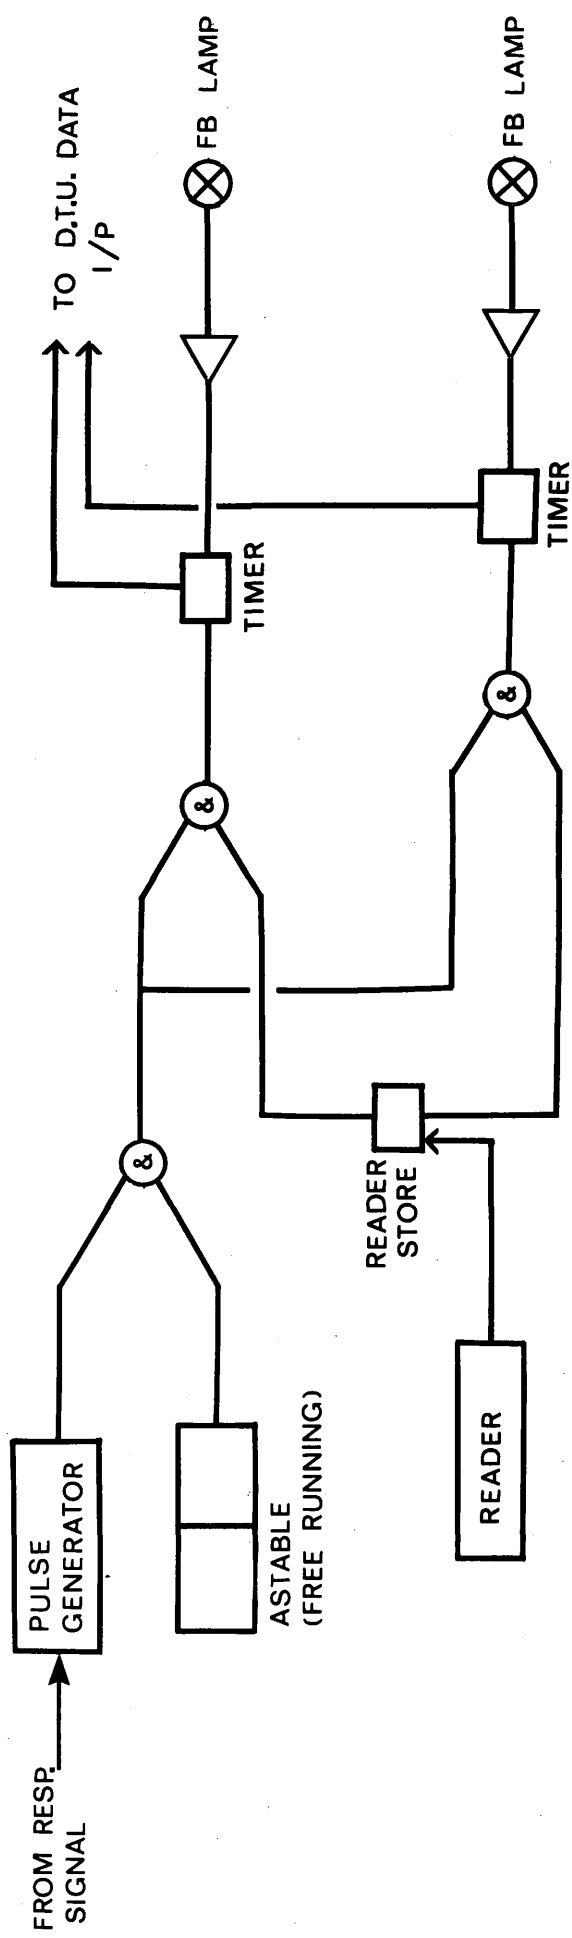 FROM RESP.
SIGNAL
PULSE
GENERATOR
ASTABLE
(FREE RUNNING)
READER
READER
STORE
&
&
&
TIMER
TIMER
TO D.T.U. DATA
I/P
FB LAMP
FB LAMP